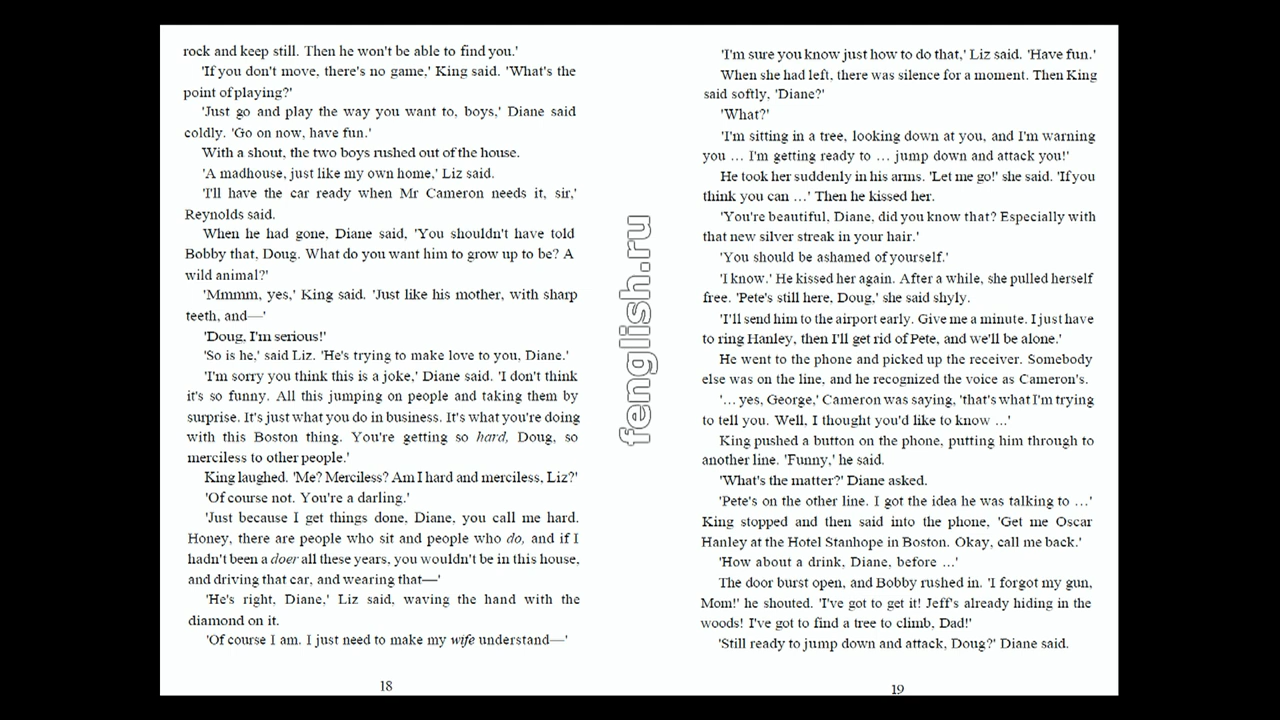 rock and keep still. Then he won't be able to find you.'
'If you don't move, there's no game,' King said. 'What's the
point of playing?'
'Just go and play the way you want to, boys,' Diane said
coldly. 'Go on now, have fun.'
With a shout, the two boys rushed out of the house.
'A madhouse, just like my own home,' Liz said.
'I'll have the car ready when Mr Cameron needs it, sir,'
Reynolds said.
When he had gone, Diane said, 'You shouldn't have told
Bobby that, Doug. What do you want him to grow up to be? A
wild animal?'
'Mmmm, yes,' King said. 'Just like his mother, with sharp
teeth, and—'
'Doug, I'm serious!'
'So is he,' said Liz. 'He's trying to make love to you, Diane.'
'I'm sorry you think this is a joke,' Diane said. 'I don't think
it's so funny. All this jumping on people and taking them by
surprise. It's just what you do in business. It's what you're doing
with this Boston thing. You're getting so hard, Doug, so
merciless to other people.'
King laughed. 'Me? Merciless? Am I hard and merciless, Liz?'
'Of course not. You're a darling.'
'Just because I get things done, Diane, you call me hard.
Honey, there are people who sit and people who do, and if I
hadn't been a doer all these years, you wouldn't be in this house,
and driving that car, and wearing that—'
'He's right, Diane,' Liz said, waving the hand with the
diamond on it.
'Of course I am. I just need to make my wife understand—'
18
fenglish.ru
'I'm sure you know just how to do that,' Liz said. 'Have fun.'
When she had left, there was silence for a moment. Then King
said softly, 'Diane?'
'What?'
'I'm sitting in a tree, looking down at you, and I'm warning
you … I'm getting ready to … jump down and attack you!'
He took her suddenly in his arms. 'Let me go!' she said. 'If you
think you can …' Then he kissed her.
'You're beautiful, Diane, did you know that? Especially with
that new silver streak in your hair.'
'You should be ashamed of yourself.'
'I know.' He kissed her again. After a while, she pulled herself
free. 'Pete's still here, Doug,' she said shyly.
'I'll send him to the airport early. Give me a minute. I just have
to ring Hanley, then I'll get rid of Pete, and we'll be alone.'
He went to the phone and picked up the receiver. Somebody
else was on the line, and he recognized the voice as Cameron's.
'… yes, George,' Cameron was saying, 'that's what I'm trying
to tell you. Well, I thought you'd like to know …'
King pushed a button on the phone, putting him through to
another line. 'Funny,' he said.
'What's the matter?' Diane asked.
'Pete's on the other line. I got the idea he was talking to …'
King stopped and then said into the phone, 'Get me Oscar
Hanley at the Hotel Stanhope in Boston. Okay, call me back.'
'How about a drink, Diane, before …'
The door burst open, and Bobby rushed in. 'I forgot my gun,
Mom!' he shouted. 'I've got to get it! Jeff's already hiding in the
woods! I've got to find a tree to climb, Dad!'
'Still ready to jump down and attack, Doug?' Diane said.
19